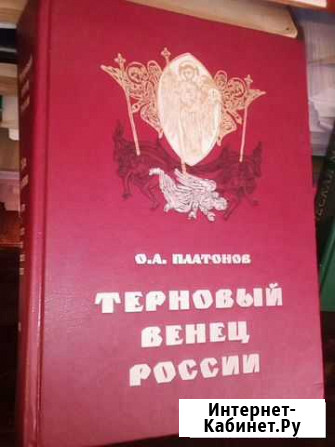 О.А. ПЛАТОНОВ
ТЕРНОВЫЙ
ВЕНЕЦ
РОССИИ
Интернет-
Кабинет.Ру